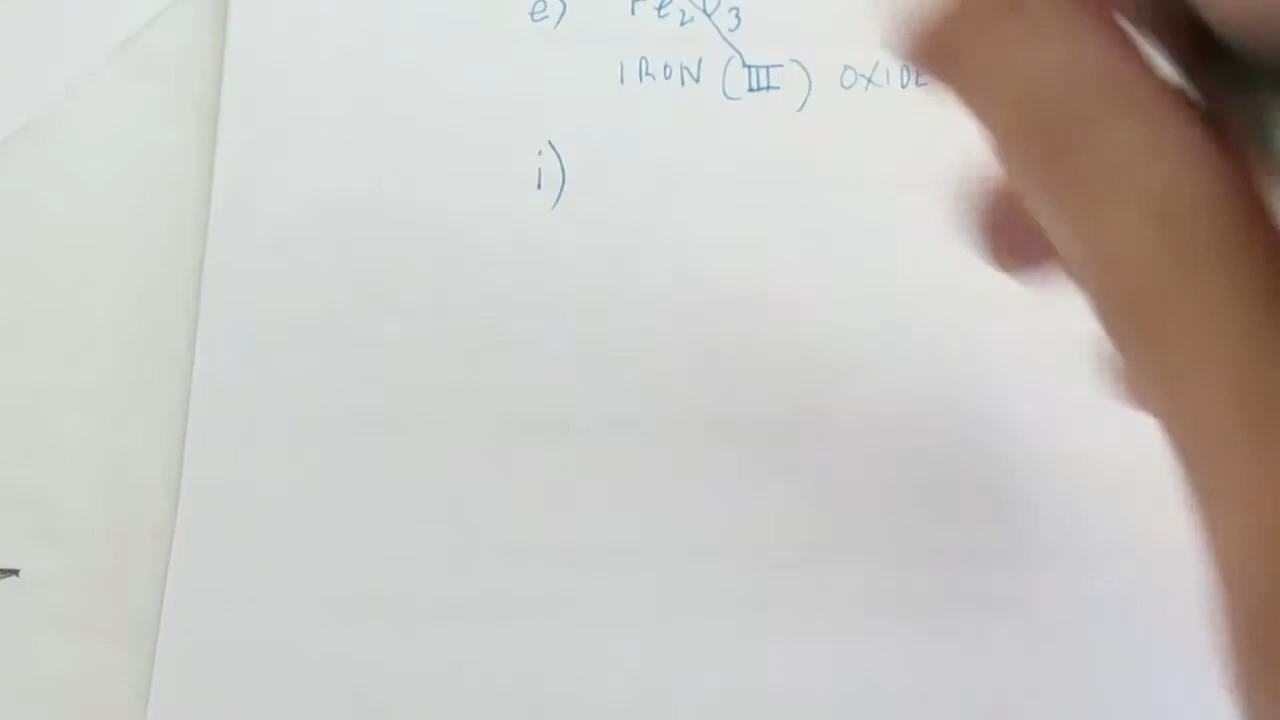 e) Fe₂O₃
IRON (III) OXIDE
i)